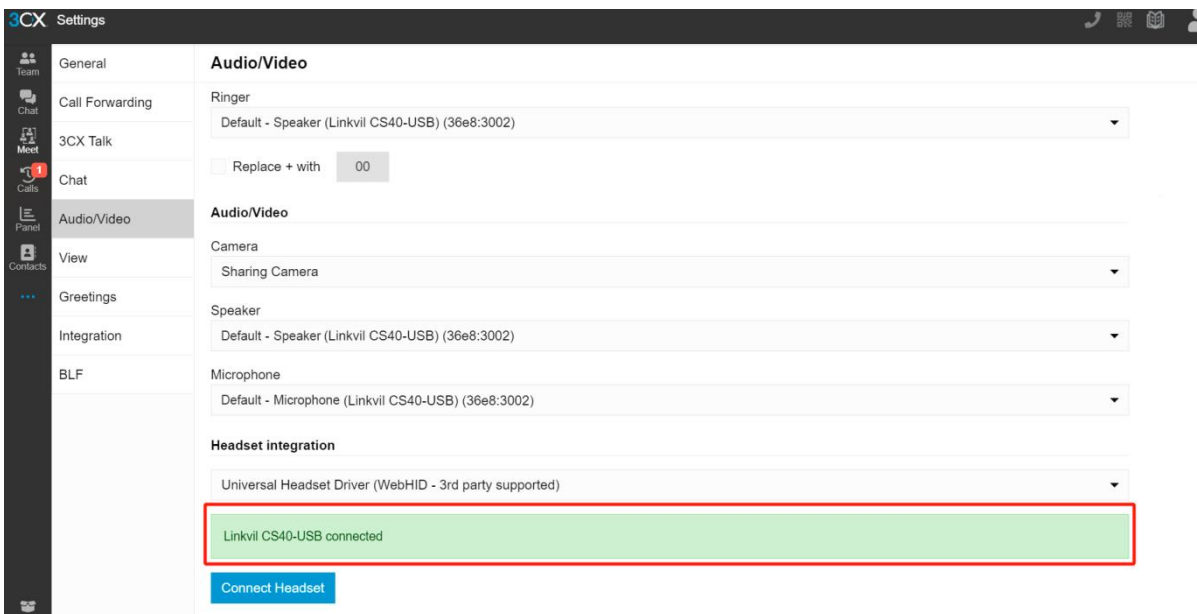 3CX Settings
Team
Chat
Meet
1
Calls
Panel
Contacts
General
Call Forwarding
3CX Talk
Chat
Audio/Video
View
Greetings
Integration
BLF
Audio/Video
Ringer
Default - Speaker (Linkvil CS40-USB) (36e8:3002)
Replace + with 00
Audio/Video
Camera
Sharing Camera
Speaker
Default - Speaker (Linkvil CS40-USB) (36e8:3002)
Microphone
Default - Microphone (Linkvil CS40-USB) (36e8:3002)
Headset integration
Universal Headset Driver (WebHID - 3rd party supported)
Linkvil CS40-USB connected
Connect Headset